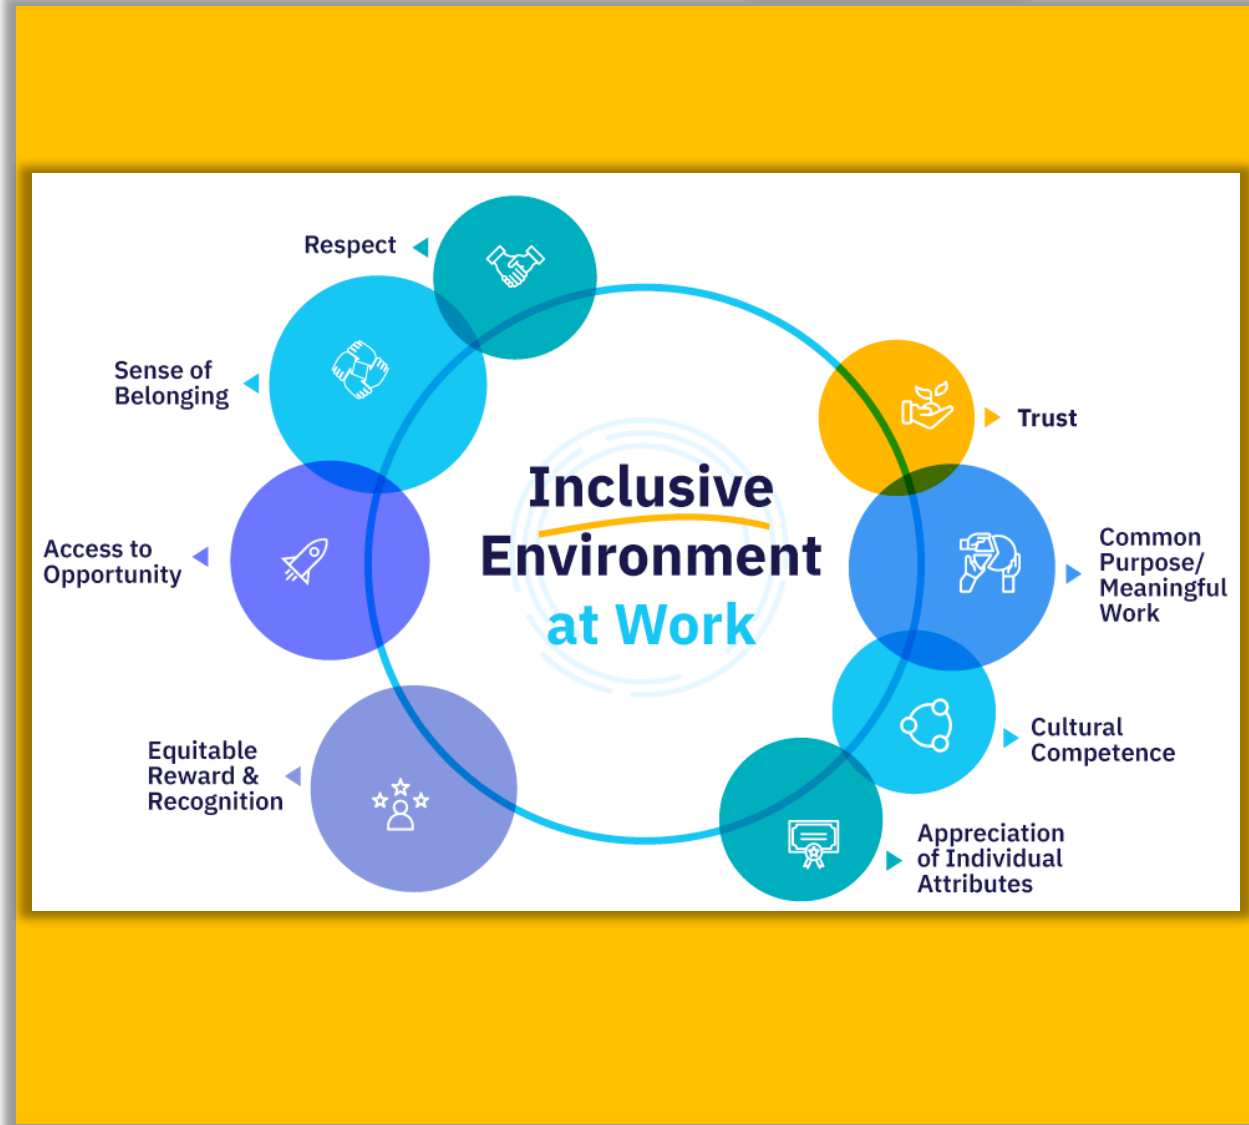 Inclusive
Environment
at Work
Respect
Sense of
Belonging
Access to
Opportunity
Equitable
Reward &
Recognition
Trust
Common
Purpose/
Meaningful
Work
Cultural
Competence
Appreciation
of Individual
Attributes